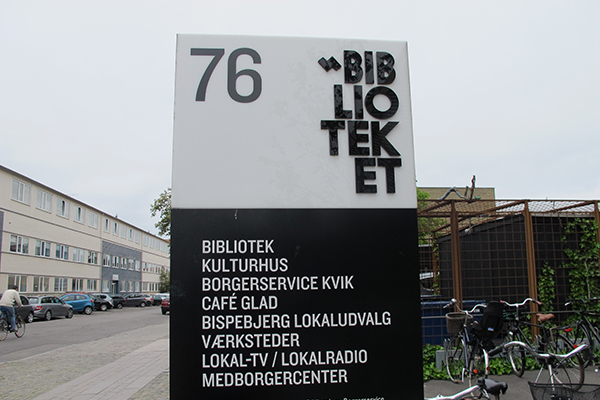 76
BIB
LIO
TEK
ET
BIBLIOTEK
KULTURHUS
BORGERSERVICE KVIK
CAFÉ GLAD
BISPEBJERG LOKALUDVALG
VÆRKSTEDER
LOKAL-TV / LOKALRADIO
MEDBORGERCENTER